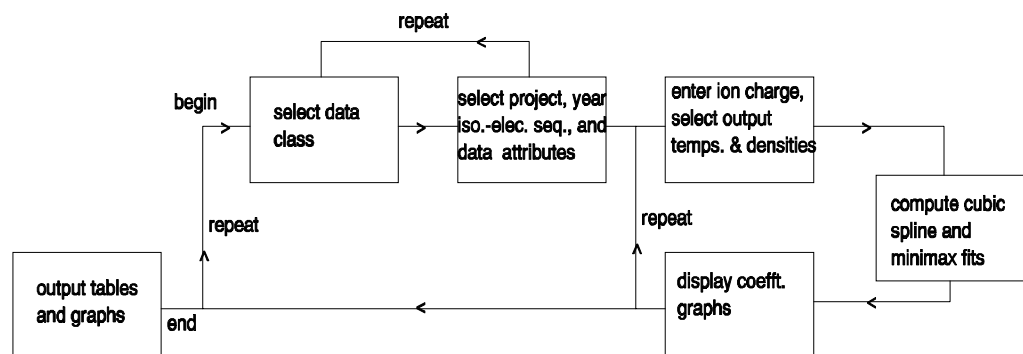 repeat
begin
select data
class
select project, year
iso.-elec. seq., and
data attributes
enter ion charge,
select output
temps. & densities
repeat
repeat
compute cubic
spline and
minimax fits
output tables
and graphs
end
display coefft.
graphs